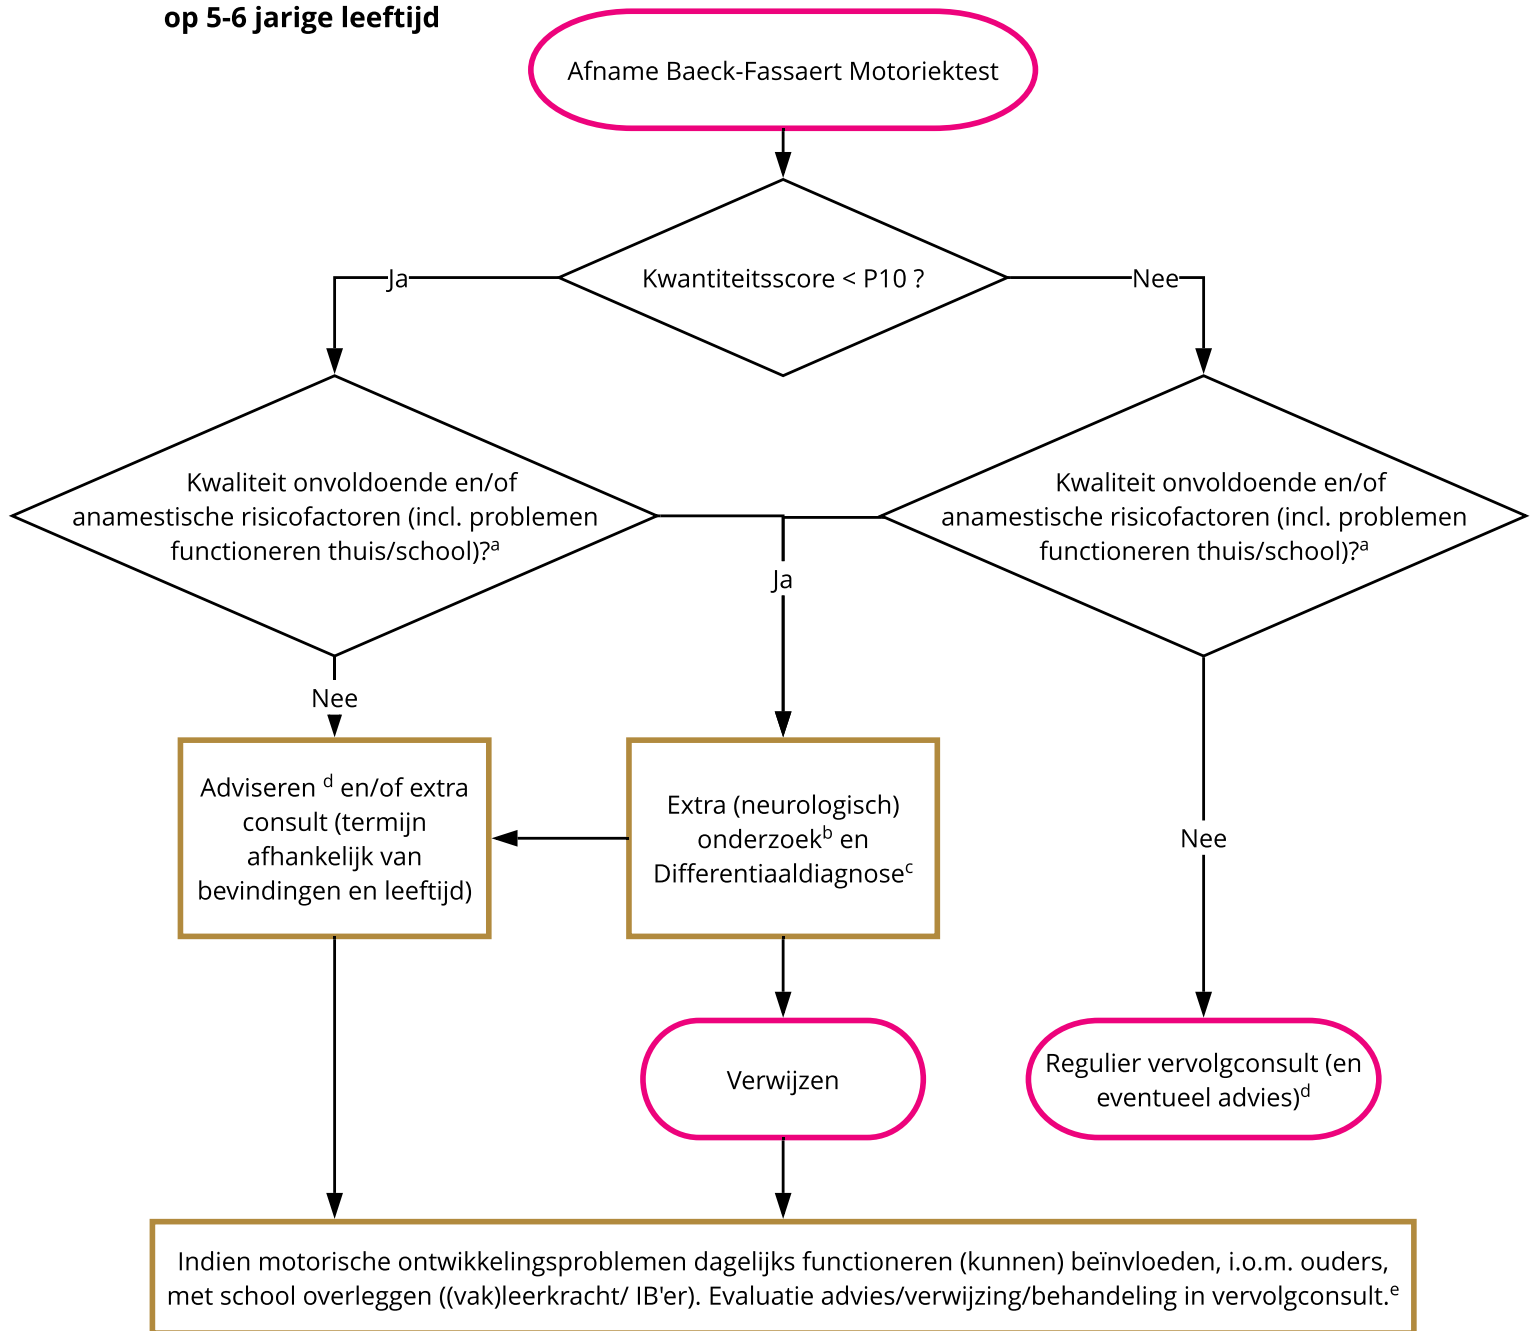 op 5-6 jarige leeftijd
Afname Baeck-Fassaert Motoriektest
Kwantiteitsscore < P10 ?
Ja
Nee
Kwaliteit onvoldoende en/of
anamestische risicofactoren (incl. problemen
functioneren thuis/school)?ᵃ
Kwaliteit onvoldoende en/of
anamestische risicofactoren (incl. problemen
functioneren thuis/school)?ᵃ
Ja
Nee
Adviseren ᵈ en/of extra
consult (termijn
afhankelijk van
bevindingen en leeftijd)
Extra (neurologisch)
onderzoekᵇ en
Differentiaaldiagnoseᶜ
Nee
Verwijzen
Regulier vervolgconsult (en
eventueel advies)ᵈ
Indien motorische ontwikkelingsproblemen dagelijks functioneren (kunnen) beïnvloeden, i.o.m. ouders,
met school overleggen ((vak)leerkracht/ IB'er). Evaluatie advies/verwijzing/behandeling in vervolgconsult.ᵉ